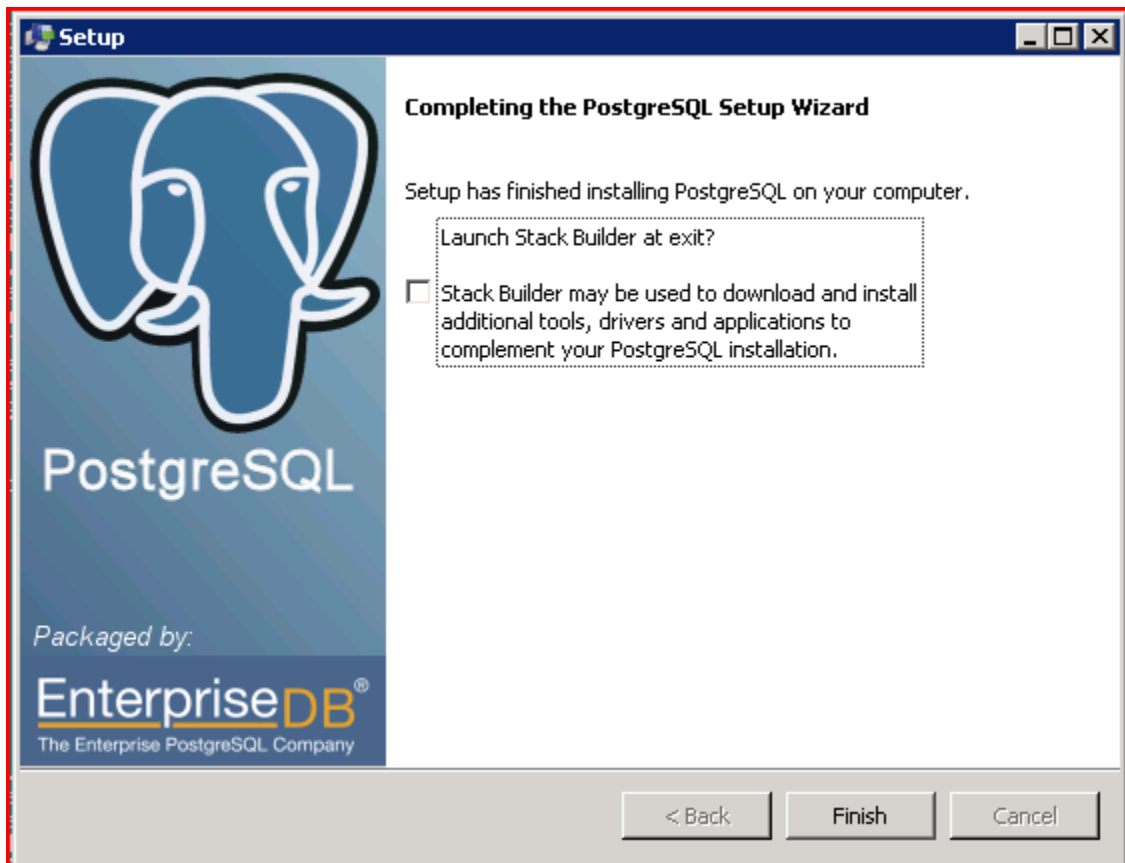 Setup
Completing the PostgreSQL Setup Wizard
Setup has finished installing PostgreSQL on your computer.
Launch Stack Builder at exit?
Stack Builder may be used to download and install
additional tools, drivers and applications to
complement your PostgreSQL installation.
PostgreSQL
Packaged by:
EnterpriseDB®
The Enterprise PostgreSQL Company
< Back
Finish
Cancel